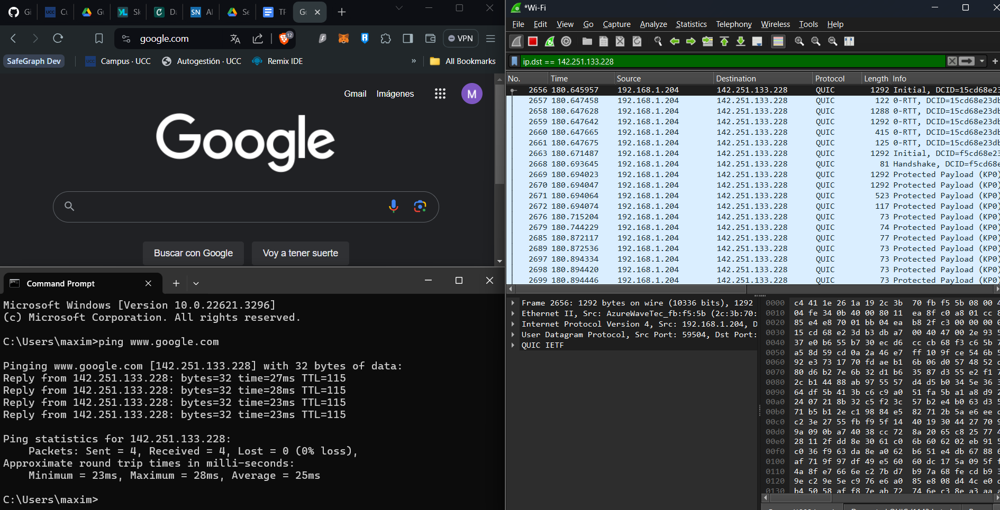 Gi
Cu
Gu
Sk
Da
Al
Se
TF
Go
google.com
12
VPN
SafeGraph Dev
Campus · UCC
Autogestión · UCC
Remix IDE
»
All Bookmarks
Gmail
Imágenes
M
Google
Buscar con Google
Voy a tener suerte
Command Prompt
Microsoft Windows [Version 10.0.22621.3296]
(c) Microsoft Corporation. All rights reserved.
C:\Users\maxim>ping www.google.com
Pinging www.google.com [142.251.133.228] with 32 bytes of data:
Reply from 142.251.133.228: bytes=32 time=27ms TTL=115
Reply from 142.251.133.228: bytes=32 time=28ms TTL=115
Reply from 142.251.133.228: bytes=32 time=23ms TTL=115
Reply from 142.251.133.228: bytes=32 time=23ms TTL=115
Ping statistics for 142.251.133.228:
Packets: Sent = 4, Received = 4, Lost = 0 (0% loss),
Approximate round trip times in milli-seconds:
Minimum = 23ms, Maximum = 28ms, Average = 25ms
C:\Users\maxim>
*Wi-Fi
File Edit View Go Capture Analyze Statistics Telephony Wireless Tools Help
ip.dst == 142.251.133.228
No. Time Source Destination Protocol Length Info
2656 180.645957 192.168.1.204 142.251.133.228 QUIC 1292 Initial, DCID=15cd68e23
2657 180.647458 192.168.1.204 142.251.133.228 QUIC 122 0-RTT, DCID=15cd68e23db
2658 180.647628 192.168.1.204 142.251.133.228 QUIC 1288 0-RTT, DCID=15cd68e23db
2659 180.647642 192.168.1.204 142.251.133.228 QUIC 1292 0-RTT, DCID=15cd68e23db
2660 180.647665 192.168.1.204 142.251.133.228 QUIC 415 0-RTT, DCID=15cd68e23db
2661 180.647675 192.168.1.204 142.251.133.228 QUIC 125 0-RTT, DCID=15cd68e23db
2663 180.671487 192.168.1.204 142.251.133.228 QUIC 1292 Initial, DCID=f5cd68e23
2668 180.693645 192.168.1.204 142.251.133.228 QUIC 81 Handshake, DCID=f5cd68e
2669 180.694023 192.168.1.204 142.251.133.228 QUIC 1292 Protected Payload (KP0)
2670 180.694047 192.168.1.204 142.251.133.228 QUIC 1292 Protected Payload (KP0)
2671 180.694064 192.168.1.204 142.251.133.228 QUIC 523 Protected Payload (KP0)
2672 180.694074 192.168.1.204 142.251.133.228 QUIC 117 Protected Payload (KP0)
2676 180.715204 192.168.1.204 142.251.133.228 QUIC 73 Protected Payload (KP0)
2679 180.744229 192.168.1.204 142.251.133.228 QUIC 74 Protected Payload (KP0)
2685 180.872117 192.168.1.204 142.251.133.228 QUIC 77 Protected Payload (KP0)
2689 180.872536 192.168.1.204 142.251.133.228 QUIC 73 Protected Payload (KP0)
2697 180.894334 192.168.1.204 142.251.133.228 QUIC 73 Protected Payload (KP0)
2698 180.894420 192.168.1.204 142.251.133.228 QUIC 73 Protected Payload (KP0)
2699 180.894446 192.168.1.204 142.251.133.228 QUIC 73 Protected Payload (KP0)
Frame 2656: 1292 bytes on wire (10336 bits), 1292
Ethernet II, Src: AzureWaveTec_fb:f5:5b (2c:3b:70:
Internet Protocol Version 4, Src: 192.168.1.204, D
User Datagram Protocol, Src Port: 59504, Dst Port:
QUIC IETF
0000 c4 41 1e 26 1a 19 2c 3b 70 fb f5 5b 08 00 4
0010 04 fe 34 0b 40 00 80 11 ea 8f c0 a8 01 cc 8
0020 85 e4 e8 70 01 bb 04 ea b8 2f c3 00 00 00 0
0030 15 cd 68 e2 3d b3 db a7 00 40 47 00 2e 93 5
0040 37 e0 b6 55 b7 30 ec d6 cc cb 68 f3 c6 5b 7
0050 a5 8d 59 cd 0a 2a 46 e7 ff 10 9f ce 54 6b 5
0060 92 e3 73 17 70 fd ae b1 6b 06 d0 57 48 52 c
0070 80 d6 b2 7e 6b 32 d1 b6 35 87 d3 55 e2 f1 7
0080 2c b1 44 88 ab 97 55 57 d4 d5 b0 34 5e 36 3
0090 64 df 5b 41 3b c6 c9 a0 51 fa 5b a1 a8 d9 2
00a0 24 07 21 8b 32 c5 f2 3c 57 b2 e4 b0 63 d3 5
00b0 71 b5 b1 2e c1 98 84 e5 82 71 2b 5a e6 ee
00c0 c2 3e 27 55 fb f9 5f 14 40 19 30 44 27 70 9
00d0 9a 09 0b a7 40 38 cc 72 8a 20 65 c8 25 77 4
00e0 28 11 2f dd 8e 30 61 c0 6b 60 62 02 eb 91 5
00f0 c0 36 f9 63 da 8e a0 62 b6 51 e4 db 67 88 6
0100 af 71 9f 97 df 49 e5 60 60 dc 17 5a 09 5f f
0110 4a 8f e7 66 6e c2 7b d7 b9 7a 68 fe cd b9 3
0120 9e c2 9e 5e c9 76 e6 a0 85 e8 08 d4 4c e0
0130 b4 50 58 af f8 7e ab 72 74 6e c3 8e a3 aa